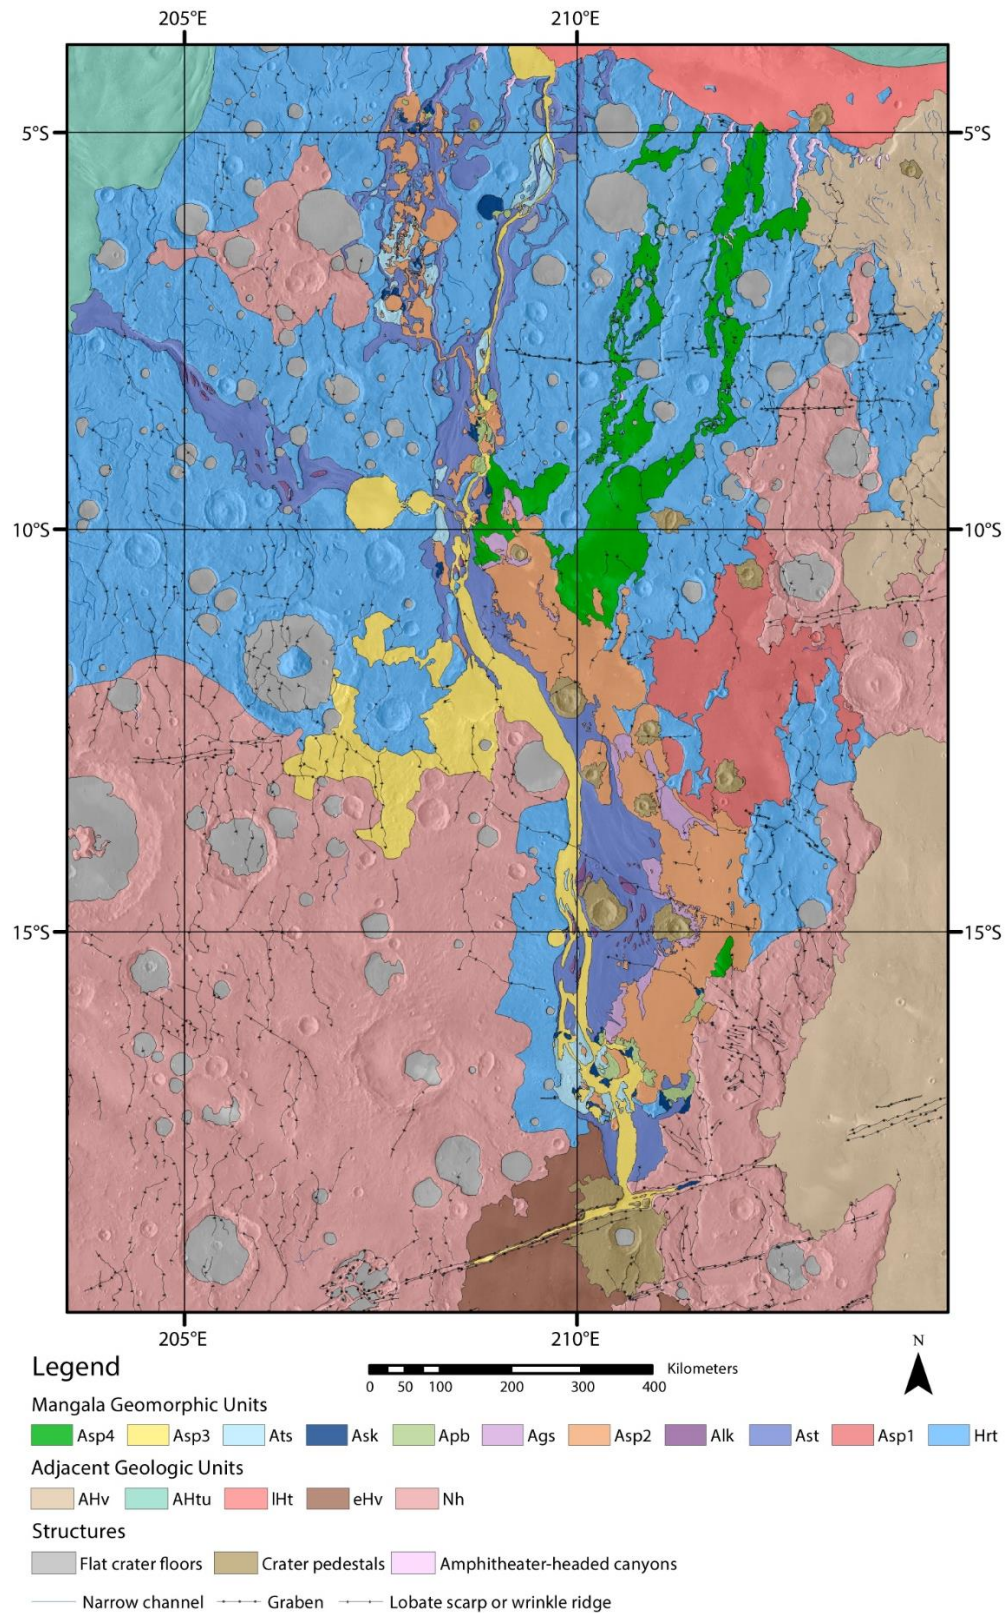 205°E 210°E
5°S 5°S
10°S 10°S
15°S 15°S
205°E 210°E
Legend
N
Kilometers
0 50 100 200 300 400
Mangala Geomorphic Units
Asp4 Asp3 Ats Ask Apb Ags Asp2 Alk Ast Asp1 Hrt
Adjacent Geologic Units
AHv AHtu lHt eHv Nh
Structures
Flat crater floors Crater pedestals Amphitheater-headed canyons
Narrow channel Graben Lobate scarp or wrinkle ridge